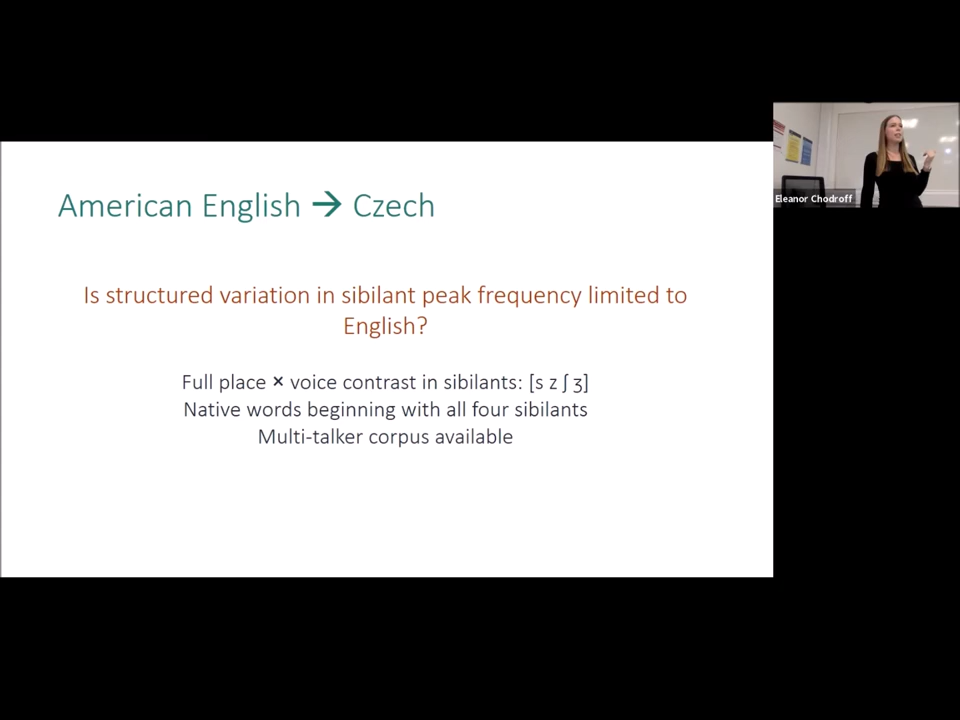 American English → Czech
Is structured variation in sibilant peak frequency limited to
English?
Full place × voice contrast in sibilants: [s z ʃ ʒ]
Native words beginning with all four sibilants
Multi-talker corpus available
Eleanor Chodroff